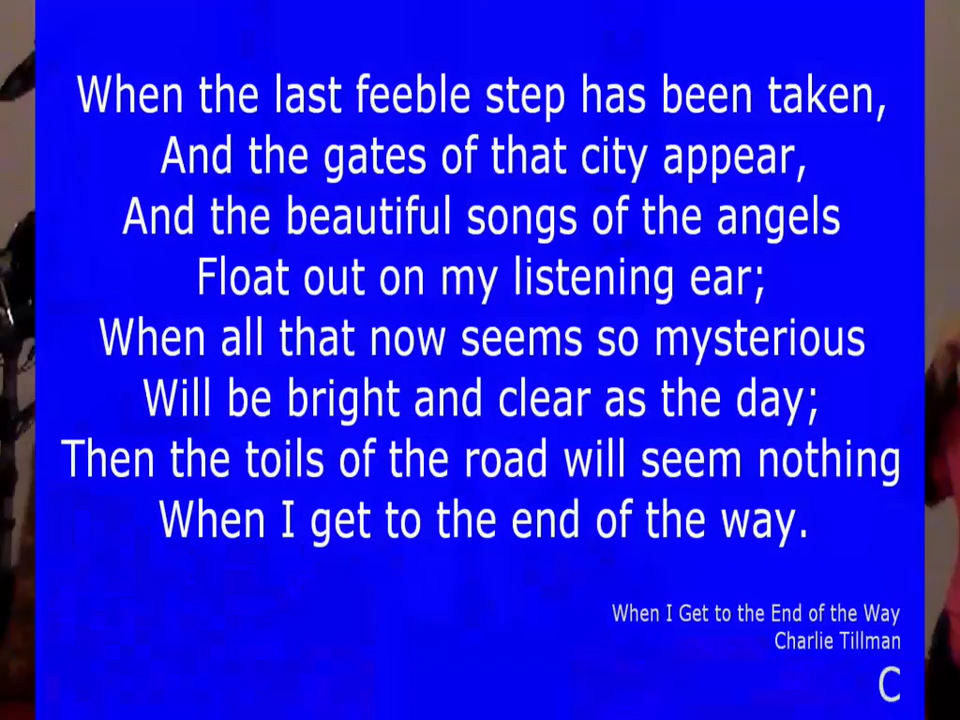 When the last feeble step has been taken,
And the gates of that city appear,
And the beautiful songs of the angels
Float out on my listening ear;
When all that now seems so mysterious
Will be bright and clear as the day;
Then the toils of the road will seem nothing
When I get to the end of the way.
When I Get to the End of the Way
Charlie Tillman
C